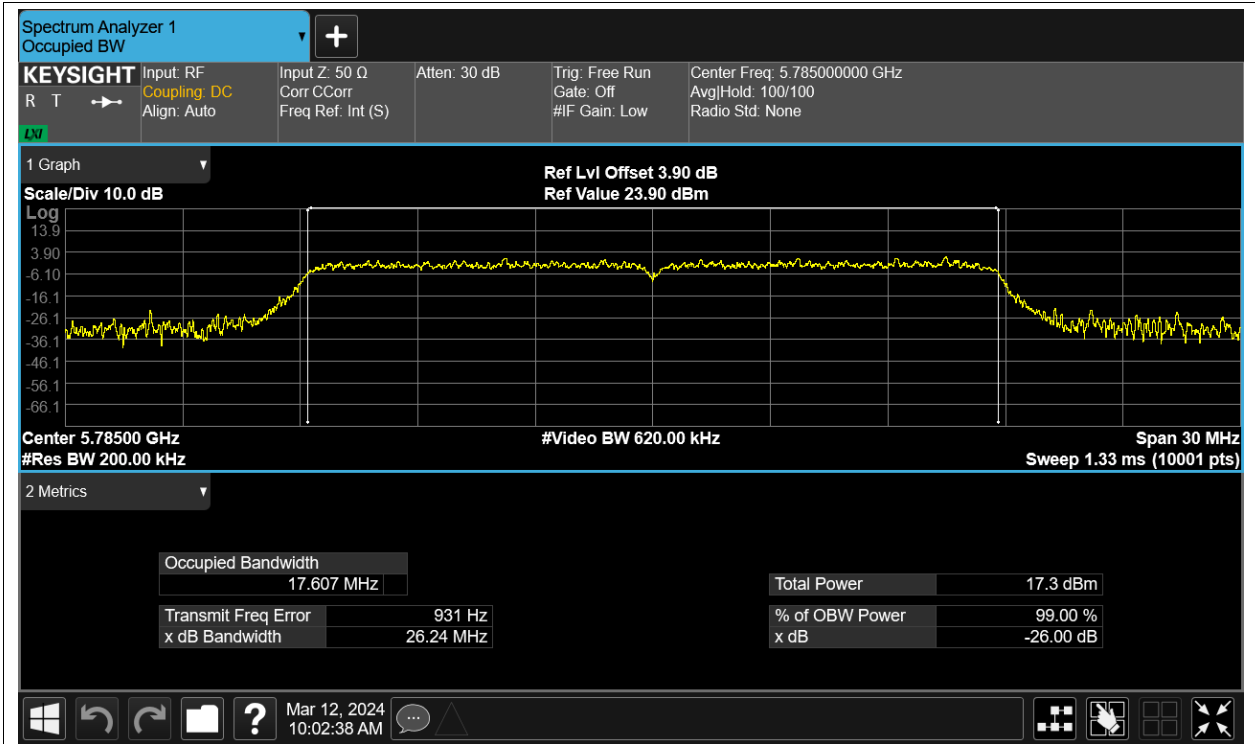 Spectrum Analyzer 1
Occupied BW
KEYSIGHT
R T
LXI
Input: RF
Coupling: DC
Align: Auto
Input Z: 50 Ω
Corr CCorr
Freq Ref: Int (S)
Atten: 30 dB
Trig: Free Run
Gate: Off
#IF Gain: Low
Center Freq: 5.785000000 GHz
Avg|Hold: 100/100
Radio Std: None
1 Graph
Scale/Div 10.0 dB
Ref Lvl Offset 3.90 dB
Ref Value 23.90 dBm
Log
13.9
3.90
-6.10
-16.1
-26.1
-36.1
-46.1
-56.1
-66.1
Center 5.78500 GHz
#Video BW 620.00 kHz
Span 30 MHz
#Res BW 200.00 kHz
Sweep 1.33 ms (10001 pts)
2 Metrics
Occupied Bandwidth
17.607 MHz
Total Power 17.3 dBm
Transmit Freq Error 931 Hz
% of OBW Power 99.00 %
x dB Bandwidth 26.24 MHz
x dB -26.00 dB
?
Mar 12, 2024
10:02:38 AM